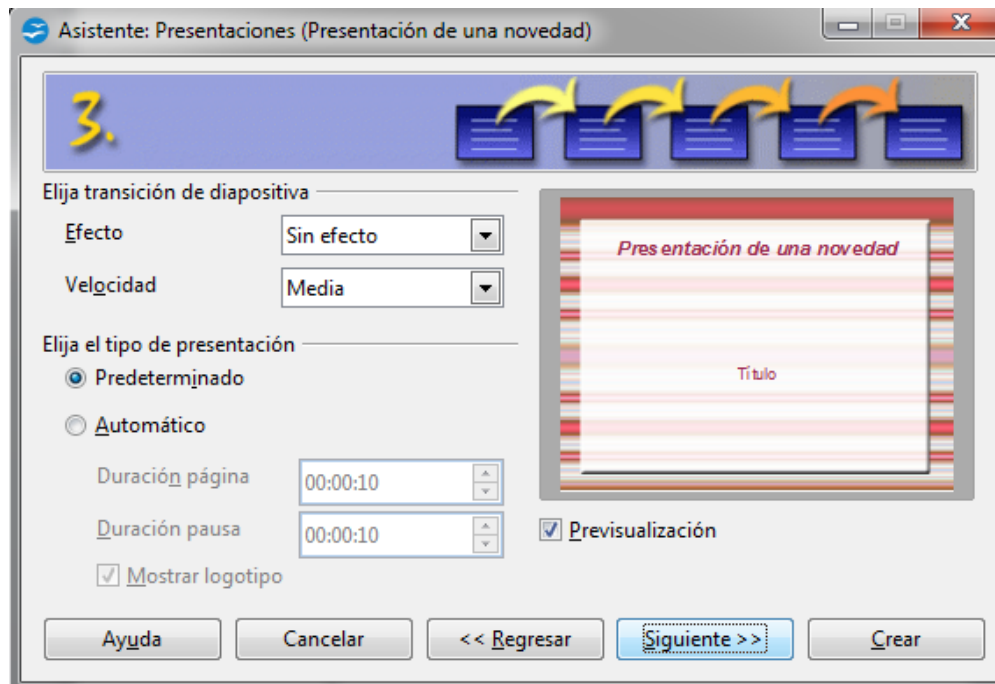 Asistente: Presentaciones (Presentación de una novedad)
3.
Elija transición de diapositiva
Efecto Sin efecto
Velocidad Media
Elija el tipo de presentación
Predeterminado
Automático
Duración página 00:00:10
Duración pausa 00:00:10
Mostrar logotipo
Presentación de una novedad
Título
Previsualización
Ayuda Cancelar << Regresar Siguiente >> Crear